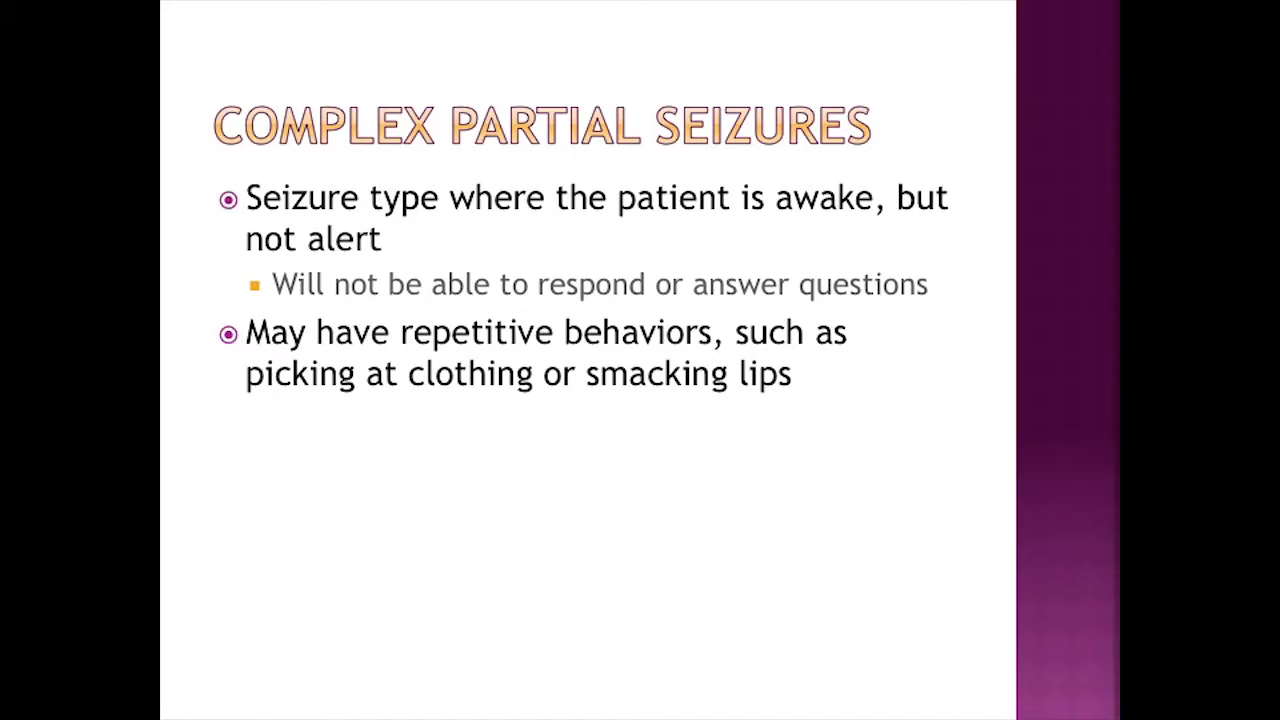 COMPLEX PARTIAL SEIZURES
Seizure type where the patient is awake, but
not alert
Will not be able to respond or answer questions
May have repetitive behaviors, such as
picking at clothing or smacking lips